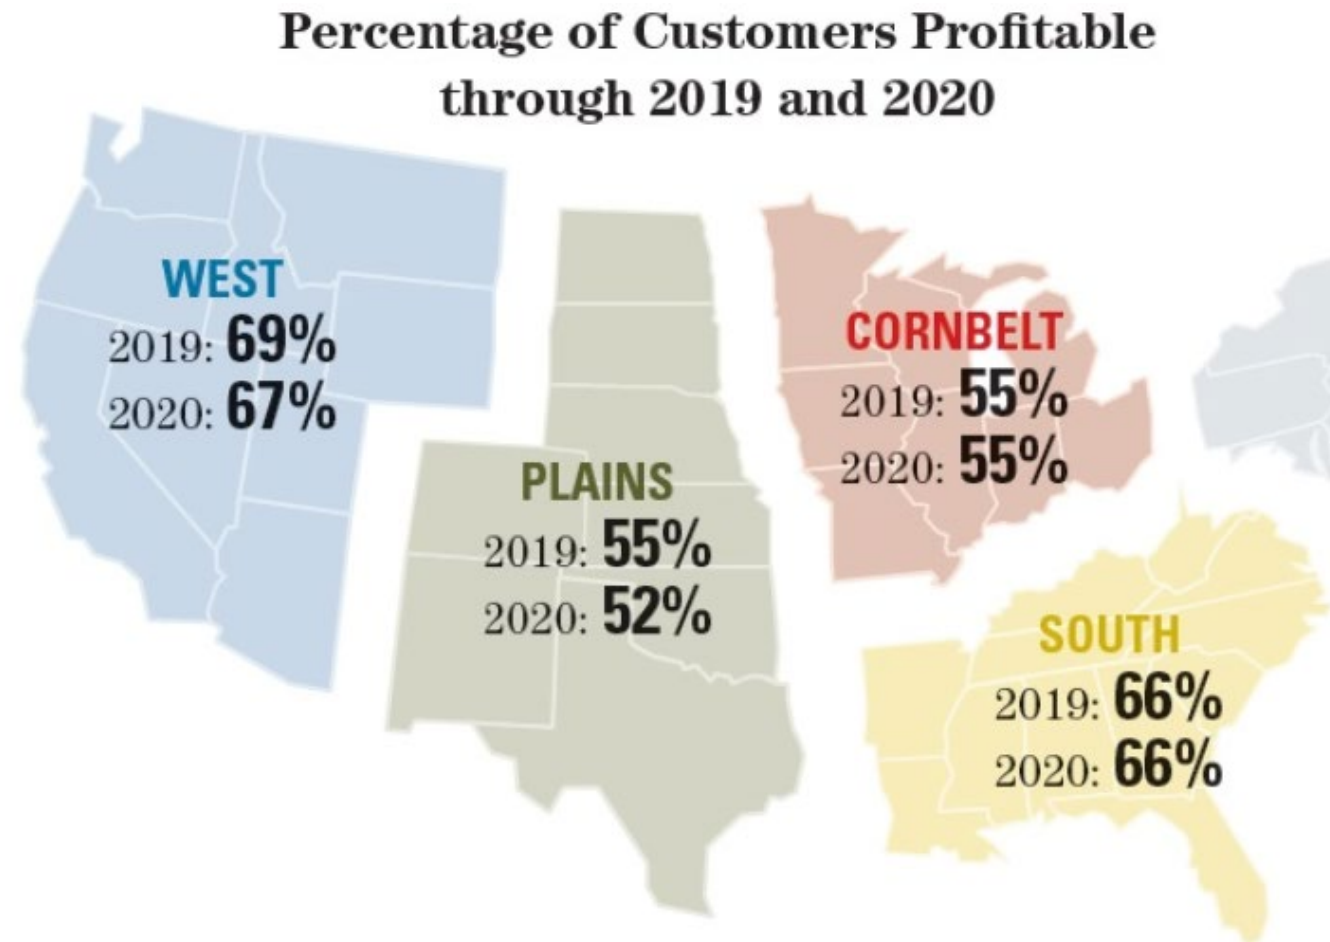 Percentage of Customers Profitable
through 2019 and 2020
WEST
2019: 69%
2020: 67%
PLAINS
2019: 55%
2020: 52%
CORNBELT
2019: 55%
2020: 55%
SOUTH
2019: 66%
2020: 66%